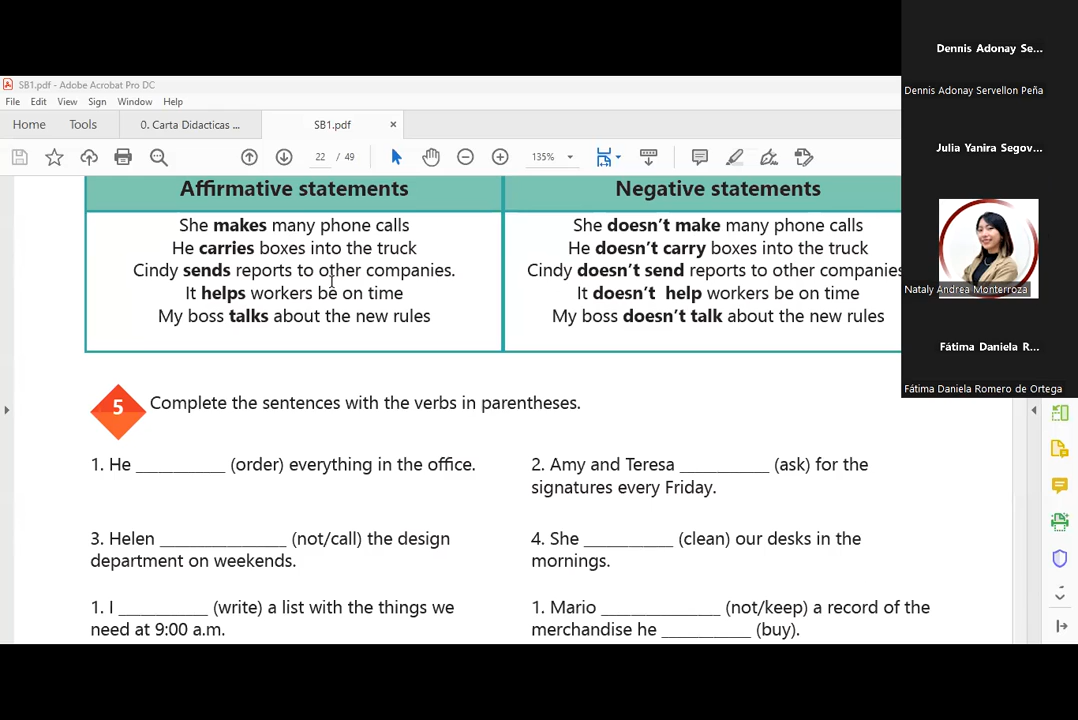 SB1.pdf - Adobe Acrobat Pro DC
File Edit View Sign Window Help
Home Tools 0. Carta Didacticas ... SB1.pdf ×
22 / 49 135%
Affirmative statements
She makes many phone calls
He carries boxes into the truck
Cindy sends reports to other companies.
It helps workers be on time
My boss talks about the new rules
Negative statements
She doesn't make many phone calls
He doesn't carry boxes into the truck
Cindy doesn't send reports to other companies
It doesn't help workers be on time
My boss doesn't talk about the new rules
5 Complete the sentences with the verbs in parentheses.
1. He __________ (order) everything in the office.
2. Amy and Teresa __________ (ask) for the
signatures every Friday.
3. Helen ______________ (not/call) the design
department on weekends.
4. She __________ (clean) our desks in the
mornings.
1. I __________ (write) a list with the things we
need at 9:00 a.m.
1. Mario _____________ (not/keep) a record of the
merchandise he __________ (buy).
Dennis Adonay Se...
Dennis Adonay Servellon Peña
Julia Yanira Segov...
Nataly Andrea Monterroza
Fátima Daniela R...
Fátima Daniela Romero de Ortega